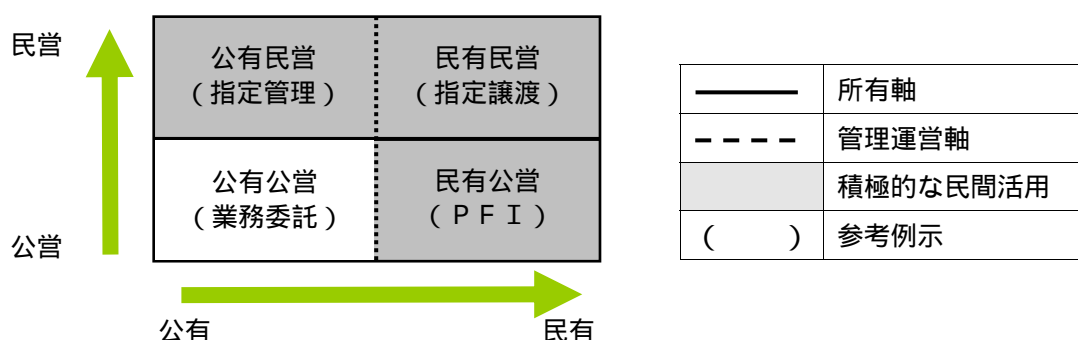 民営
公営
公有民営
(指定管理)
民有民営
(指定譲渡)
公有公営
(業務委託)
民有公営
(PFI)
公有
民有
所有軸
管理運営軸
積極的な民間活用
(  )
参考例示